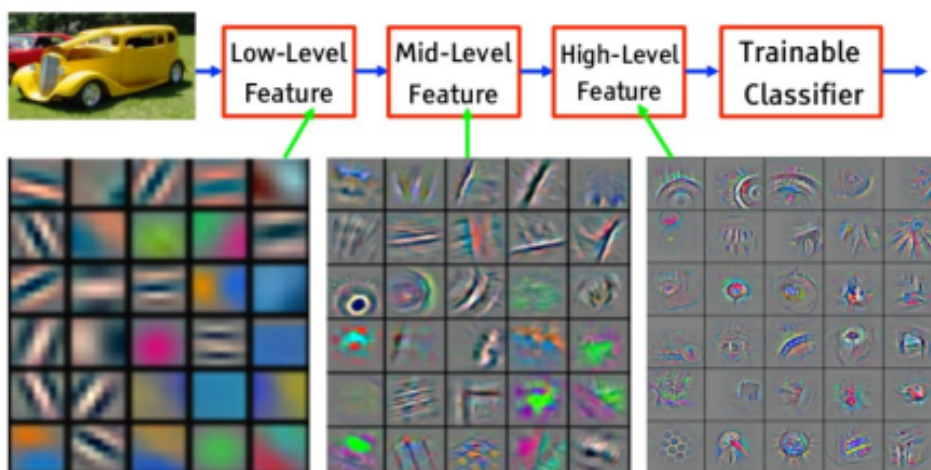 Low-Level
Feature
Mid-Level
Feature
High-Level
Feature
Trainable
Classifier